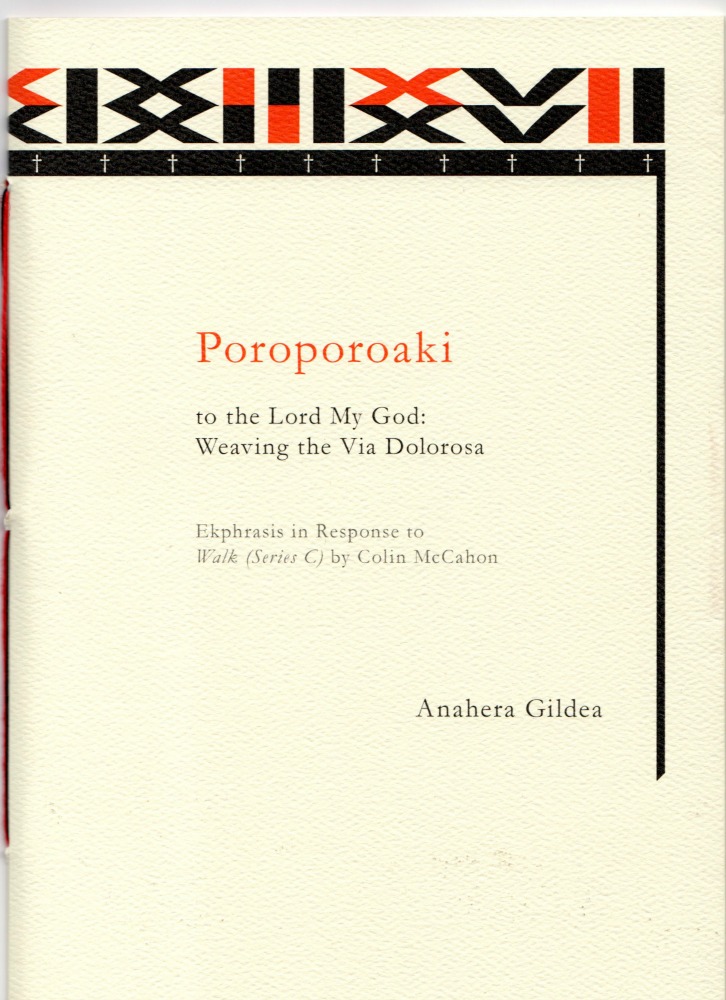 Poroporoaki
to the Lord My God:
Weaving the Via Dolorosa
Ekphrasis in Response to
Walk (Series C) by Colin McCahon
Anahera Gildea